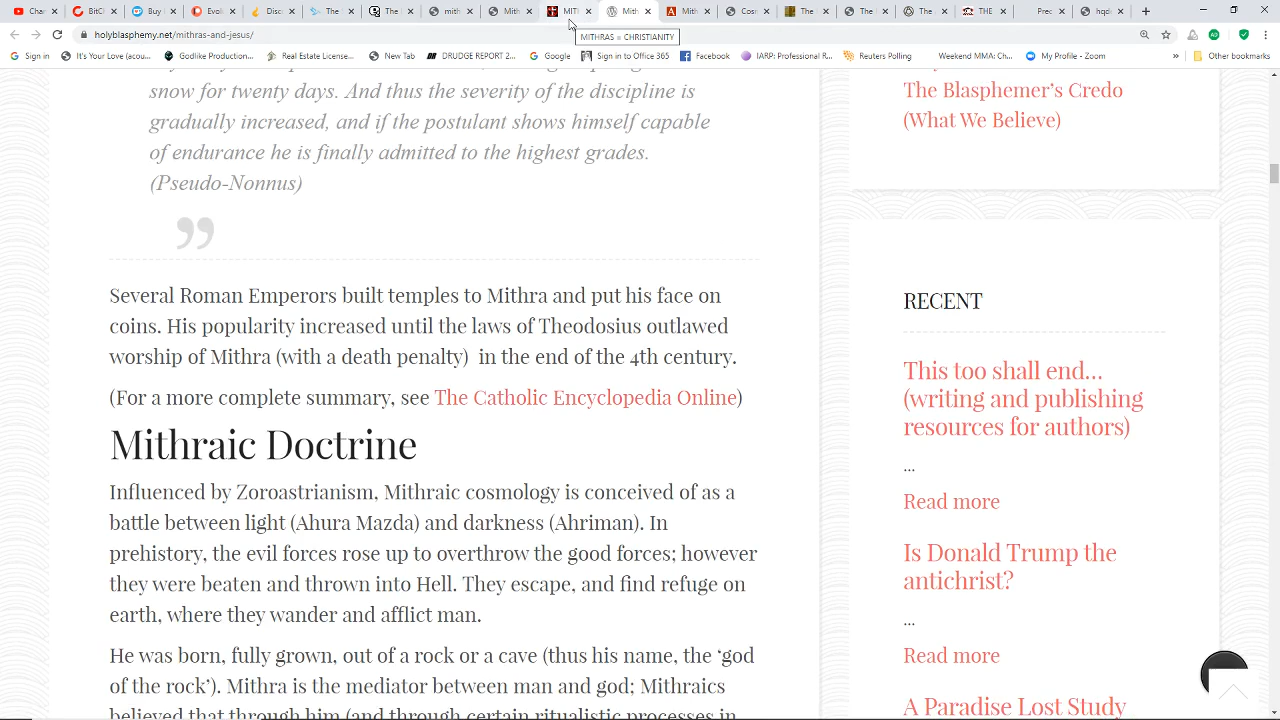 Mit
Mit
Mit
MITHRAS = CHRISTIANITY
holyblasphemy.net/mithras-and-jesus/
Sign in
It's Your Love (acou...
Godlike Productions...
Real Estate License...
New Tab
Google
Sign in to Office 365
Facebook
IARP: Professional...
Reuters Polling
Weekend MMA: Ch...
My Profile - Zoom
»
Other bookmarks
snow for twenty days. And thus the severity of the discipline is
gradually increased, and if the postulant shows himself capable
of endurance he is finally admitted to the highest grades.
(Pseudo-Nonnus)
”
Several Roman Emperors built temples to Mithra and put his face on
coins. His popularity increased until the laws of Theodosius outlawed
worship of Mithra (with a death penalty) in the end of the 4th century.
(For a more complete summary, see The Catholic Encyclopedia Online)
Mithraic Doctrine
Influenced by Zoroastrianism, Mithraic cosmology is conceived of as a
battle between light (Ahura Mazda) and darkness (Ahriman). In
prehistory, the evil forces rose up to overthrow the good forces; however
they were beaten and thrown into Hell. They escape and find refuge on
earth, where they wander and afflict man.
He was born, fully grown, out of a rock or a cave (thus his name, the ‘god
of the rock’). Mithra is the mediator between man and god; Mithraics
The Blasphemer’s Credo
(What We Believe)
RECENT
This too shall end…
(writing and publishing
resources for authors)
...
Read more
Is Donald Trump the
antichrist?
...
Read more
A Paradise Lost Study